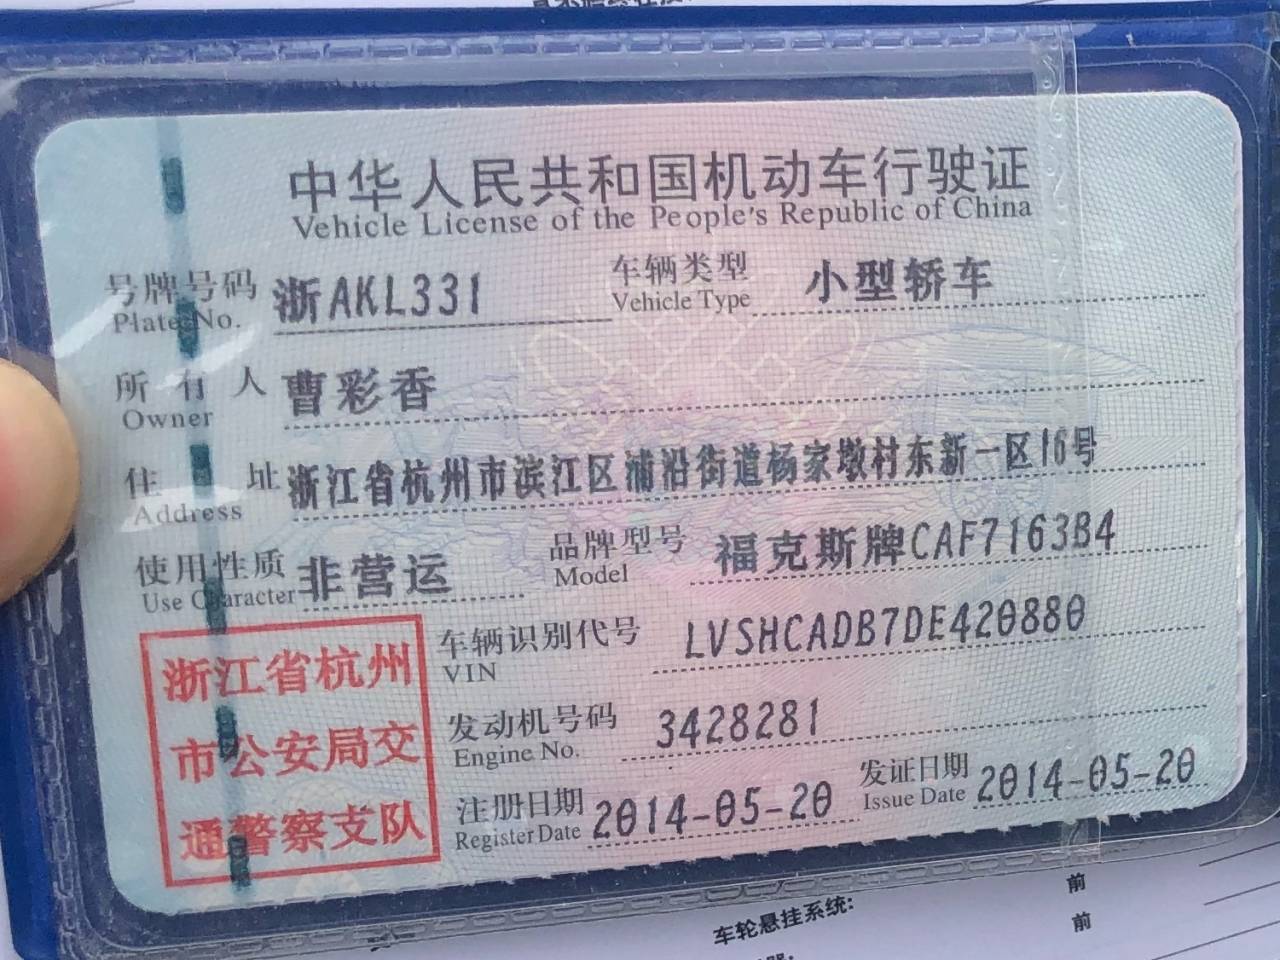 中华人民共和国机动车行驶证
Vehicle License of the People's Republic of China
号牌号码 浙AKL331 车辆类型 小型轿车
Plate No. Vehicle Type
所有人 曹彩香
Owner
住址 浙江省杭州市滨江区浦沿街道杨家墩村东新一区16号
Address
使用性质 非营运 品牌型号 福克斯牌CAF7163B4
Use Character Model
浙江省杭州
市公安局交
通警察支队
车辆识别代号 LVSHCADB7DE420880
VIN
发动机号码 3428281
Engine No.
注册日期 2014-05-20 发证日期 2014-05-20
Register Date Issue Date
前
车轮悬挂系统: 前